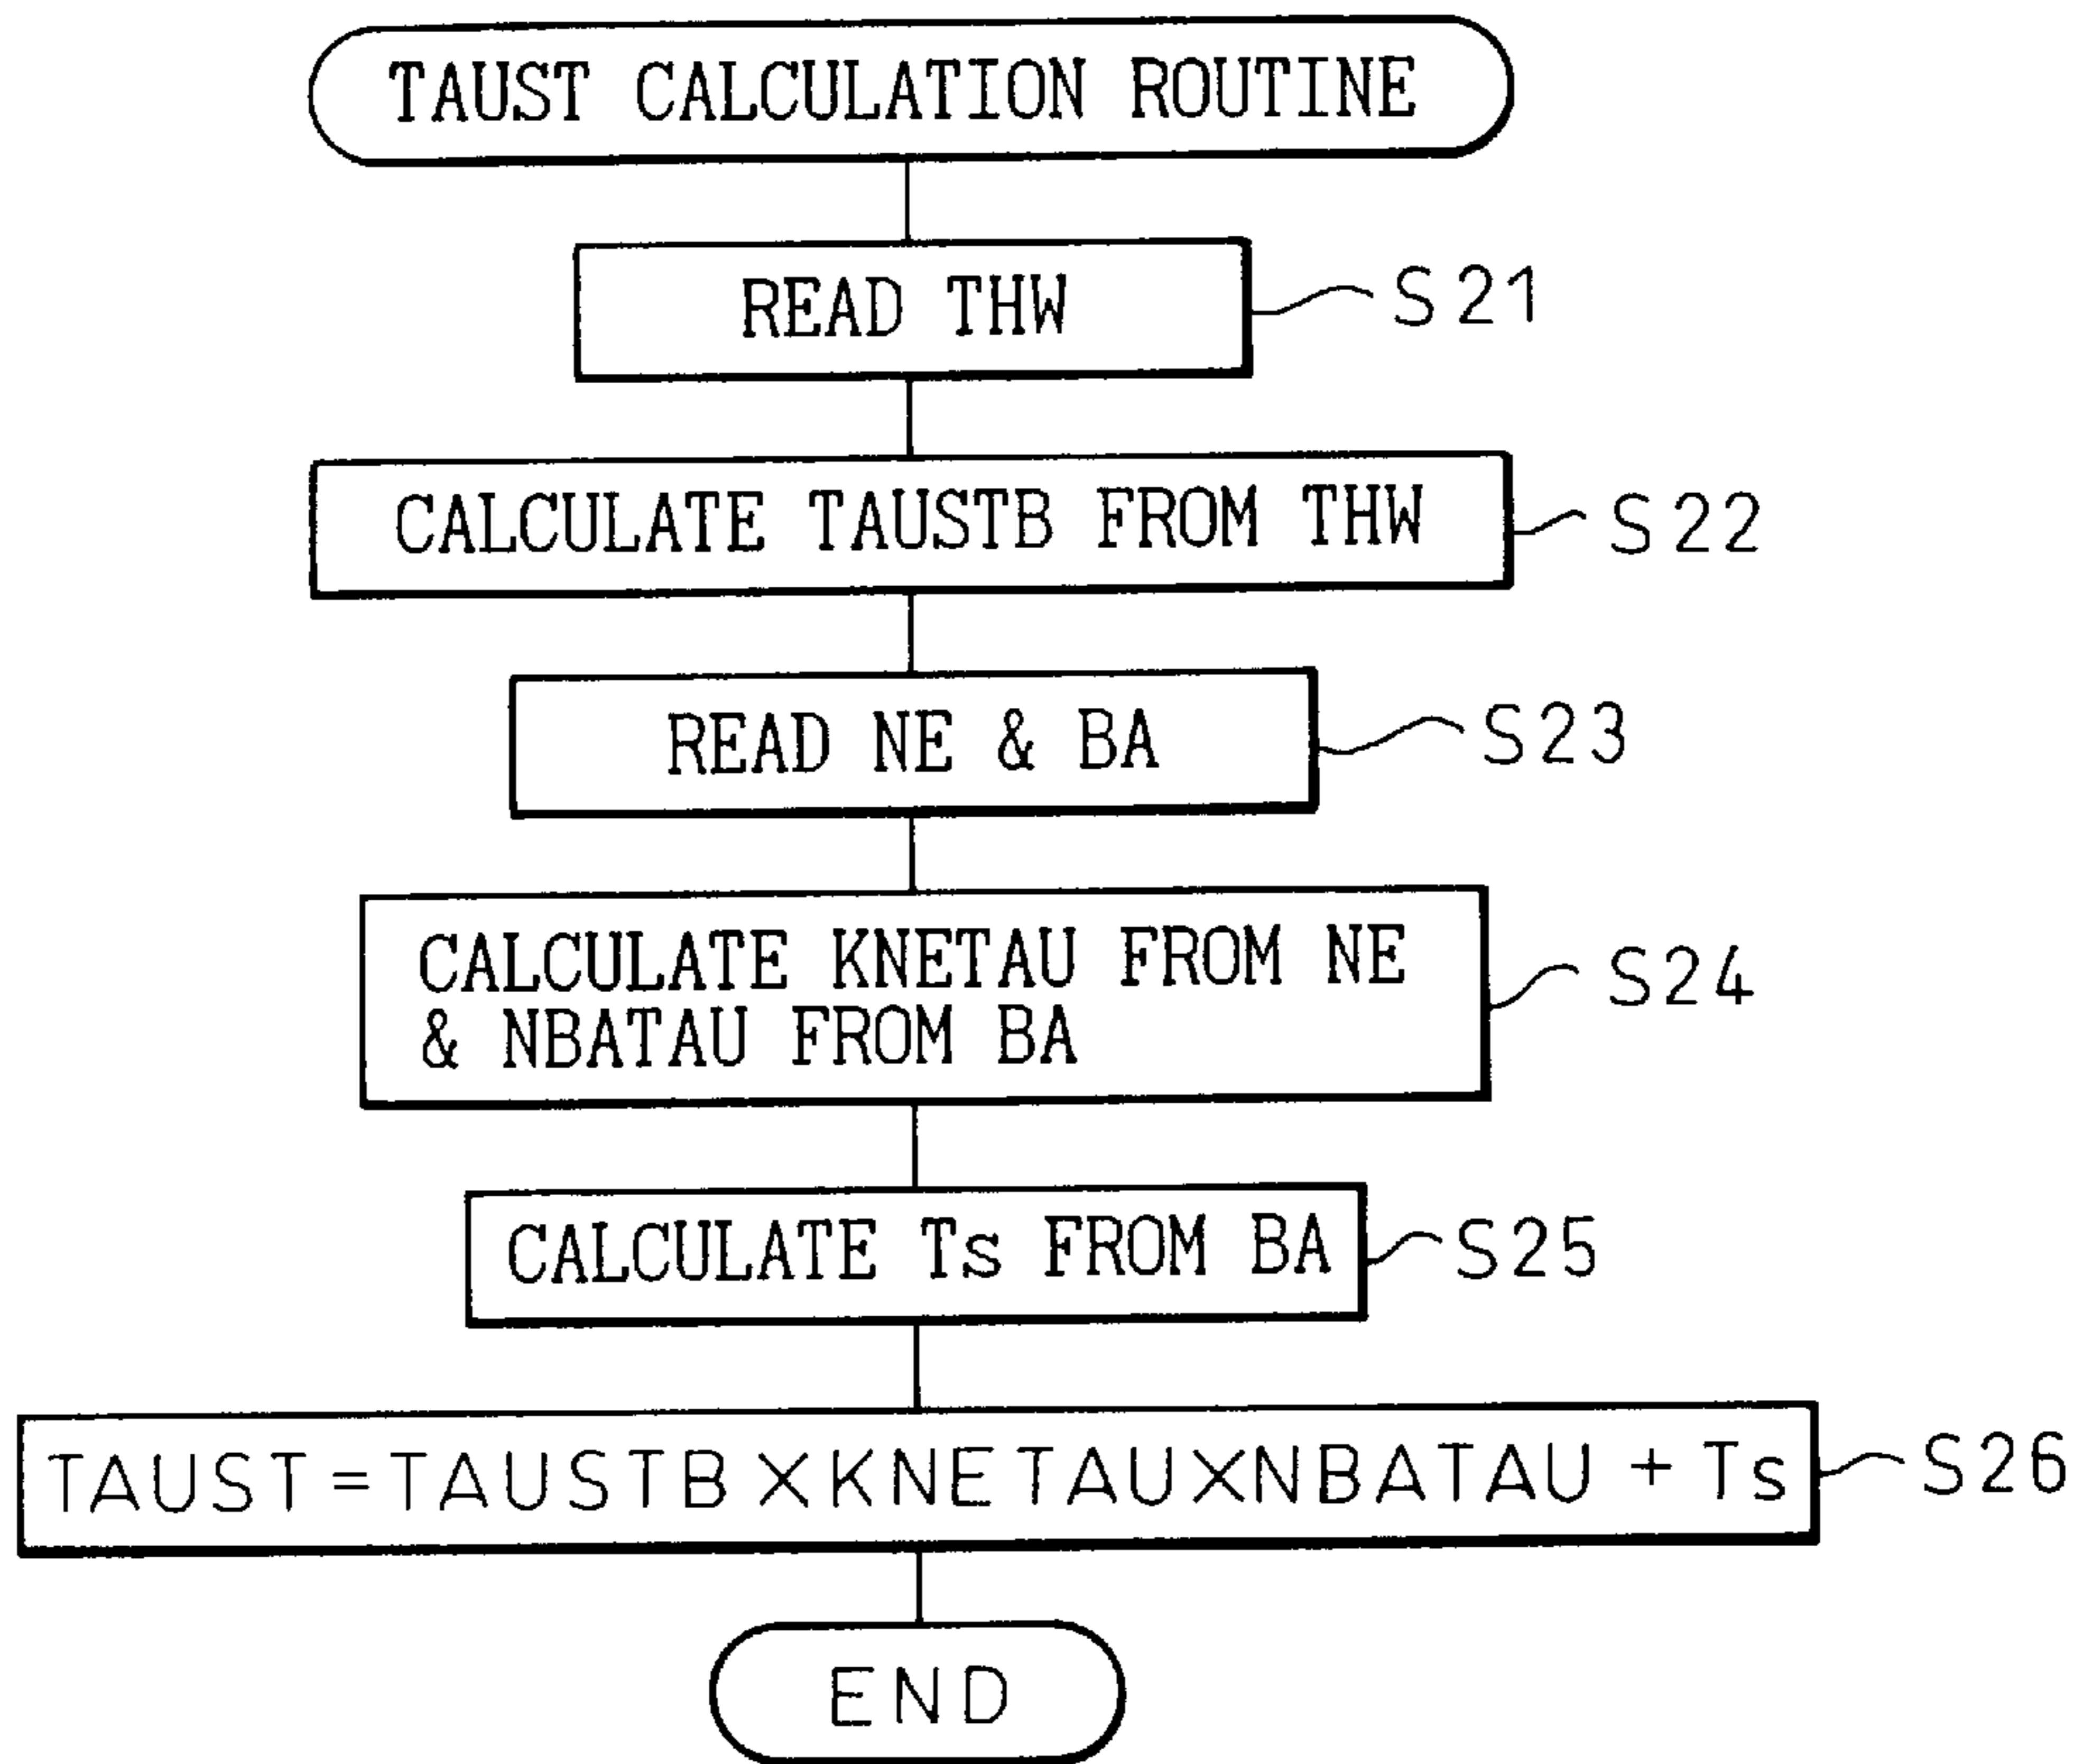 TAUST CALCULATION ROUTINE
READ THW
S21
CALCULATE TAUSTB FROM THW
S22
READ NE & BA
S23
CALCULATE KNETAU FROM NE
& NBATAU FROM BA
S24
CALCULATE Ts FROM BA
S25
TAUST=TAUSTB×KNETAU×NBATAU+Ts
S26
END